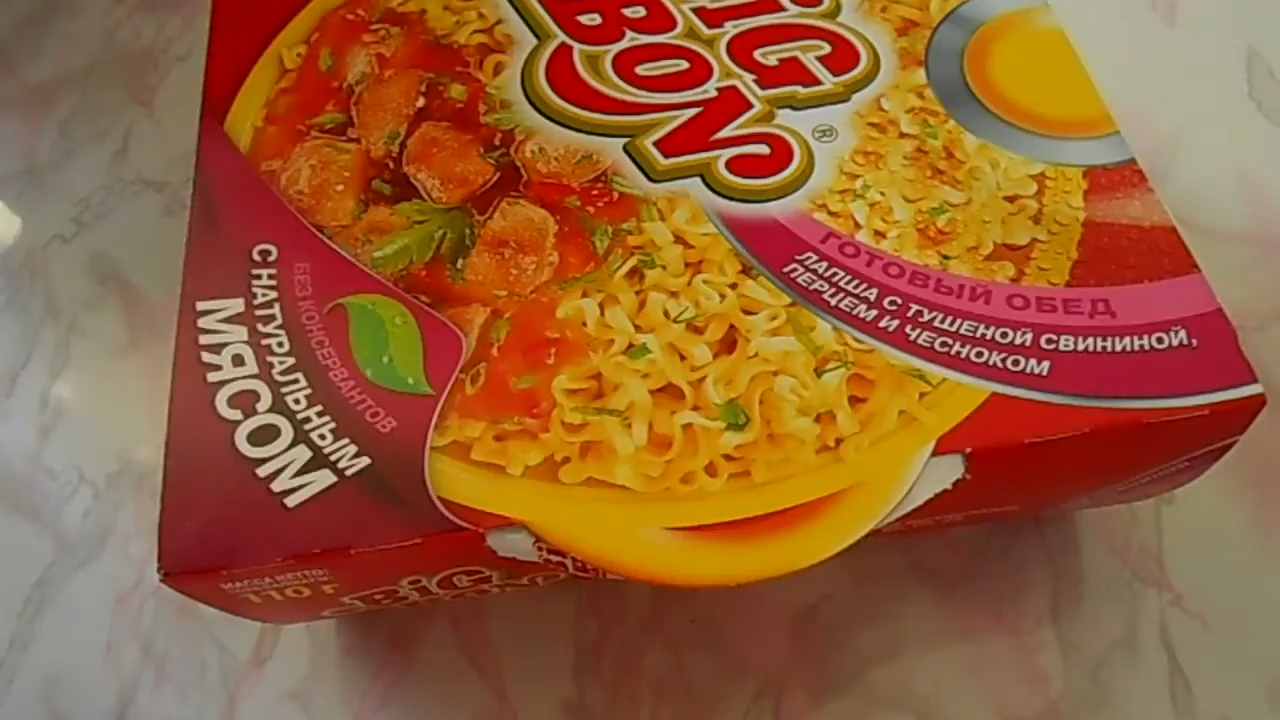 BiG
BON
®
ГОТОВЫЙ ОБЕД
ЛАПША С ТУШЕНОЙ СВИНИНОЙ,
ПЕРЦЕМ И ЧЕСНОКОМ
БЕЗ КОНСЕРВАНТОВ
С НАТУРАЛЬНЫМ
МЯСОМ
МАССА НЕТТО:
110 г
BiG